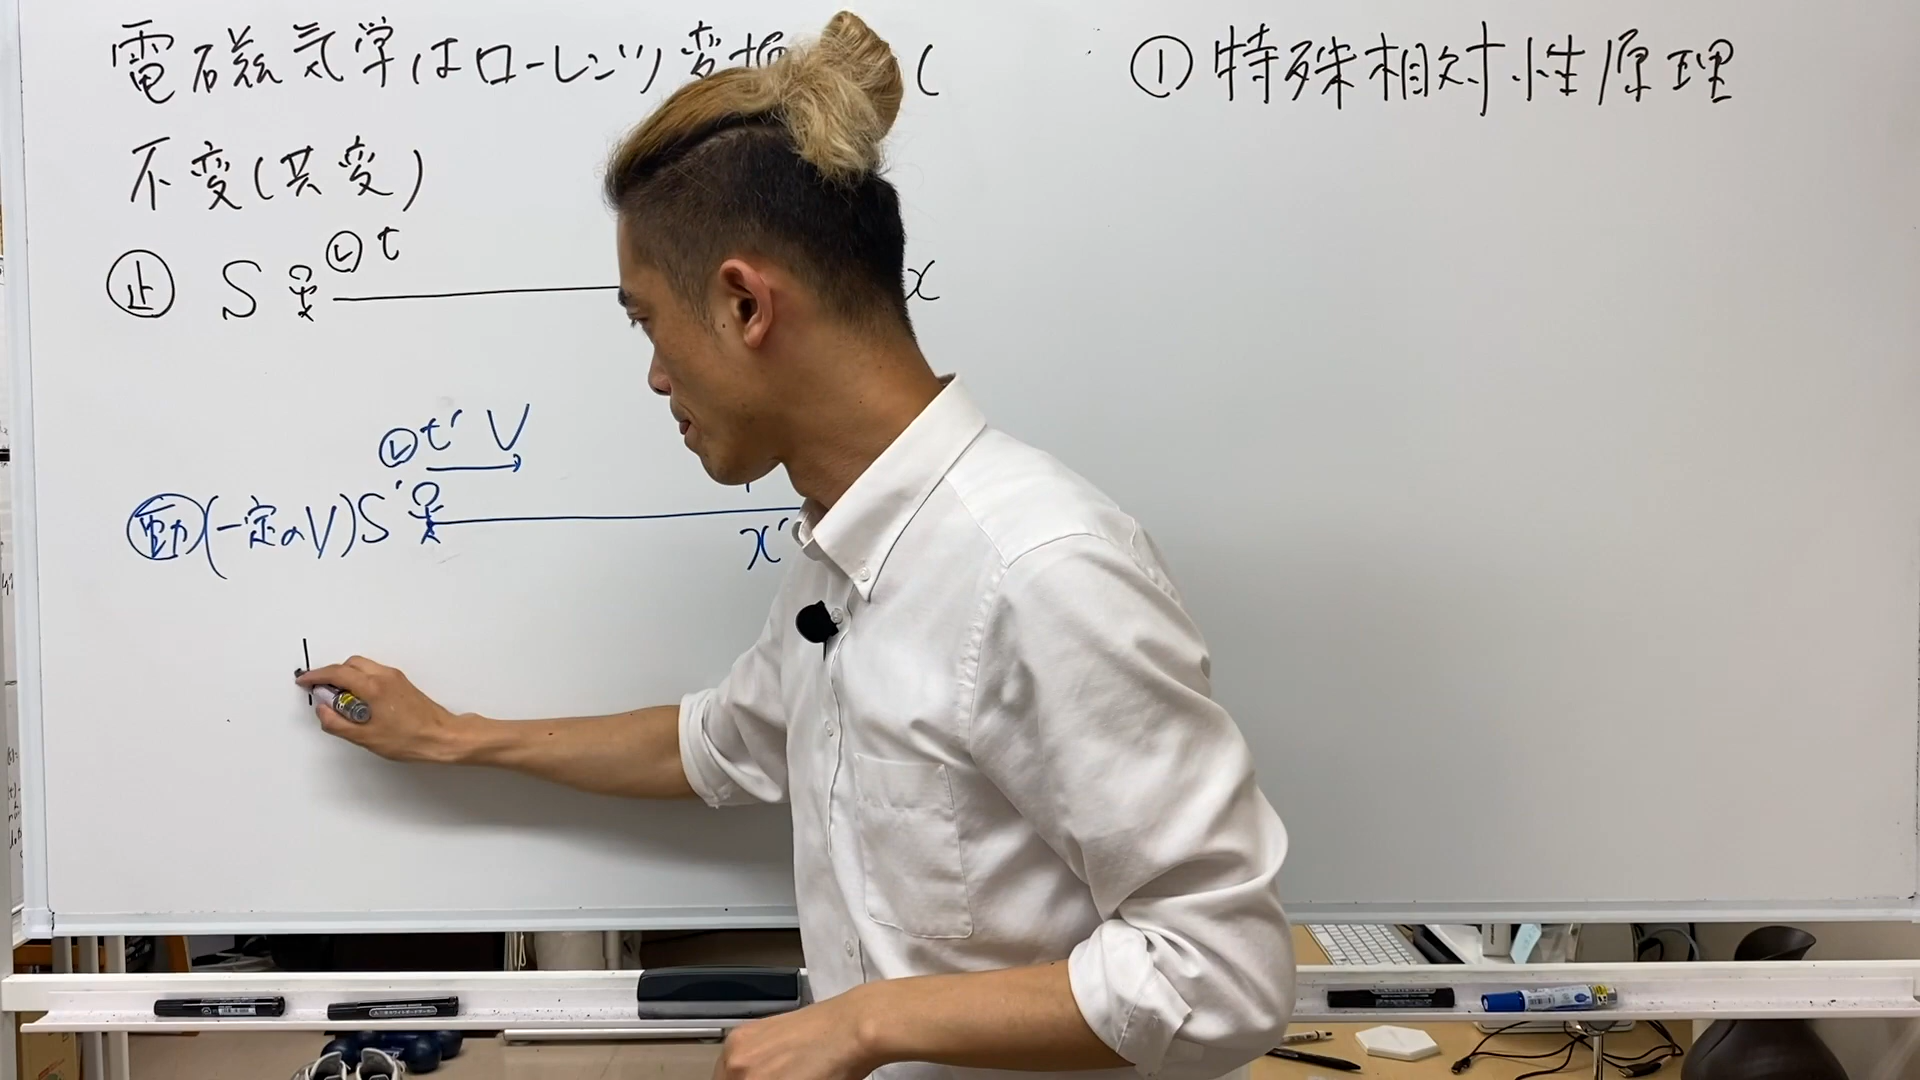 電磁気学はローレンツ変換
不変(共変)
止 S t x
t' V
動(一定のV) S' x'
① 特殊相対性原理